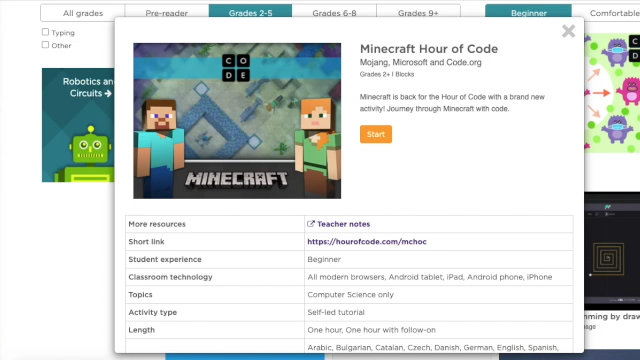 All grades
Pre-reader
Grades 2-5
Grades 6-8
Grades 9+
Beginner
Comfortable
Typing
Other
Robotics an
Circuits →
C O
D E
MINECRAFT
Minecraft Hour of Code
Mojang, Microsoft and Code.org
Grades 2+ | Blocks
Minecraft is back for the Hour of Code with a brand new
activity! Journey through Minecraft with code.
Start
More resources
Teacher notes
Short link
https://hourofcode.com/mchoc
Student experience
Beginner
Classroom technology
All modern browsers, Android tablet, iPad, Android phone, iPhone
Topics
Computer Science only
Activity type
Self-led tutorial
Length
One hour, One hour with follow-on
Arabic, Bulgarian, Catalan, Czech, Danish, German, English, Spanish,
C
D
mming by draw